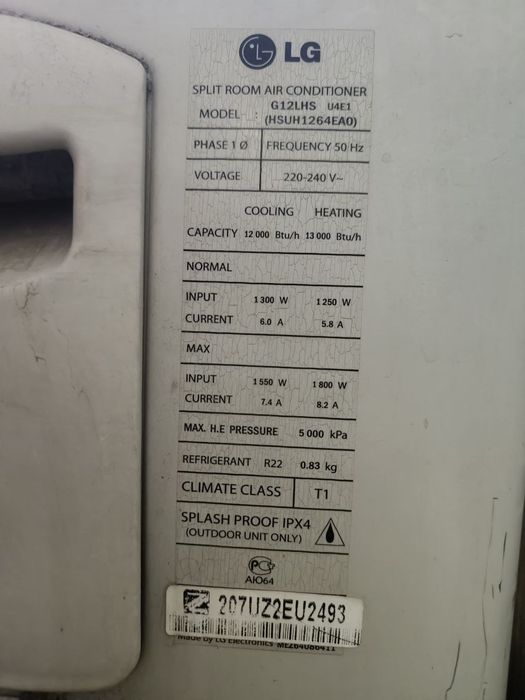 LG
SPLIT ROOM AIR CONDITIONER
MODEL : G12LHS U4E1
(HSUH1264EA0)
PHASE 1 Ø FREQUENCY 50 Hz
VOLTAGE 220-240 V~
COOLING HEATING
CAPACITY 12 000 Btu/h 13 000 Btu/h
NORMAL
INPUT 1 300 W 1 250 W
CURRENT 6.0 A 5.8 A
MAX
INPUT 1 550 W 1 800 W
CURRENT 7.4 A 8.2 A
MAX. H.E PRESSURE 5 000 kPa
REFRIGERANT R22 0.83 kg
CLIMATE CLASS T1
SPLASH PROOF IPX4
(OUTDOOR UNIT ONLY)
PC
АЮ64
207UZ2EU2493
Made by LG Electronics MEZ64086411